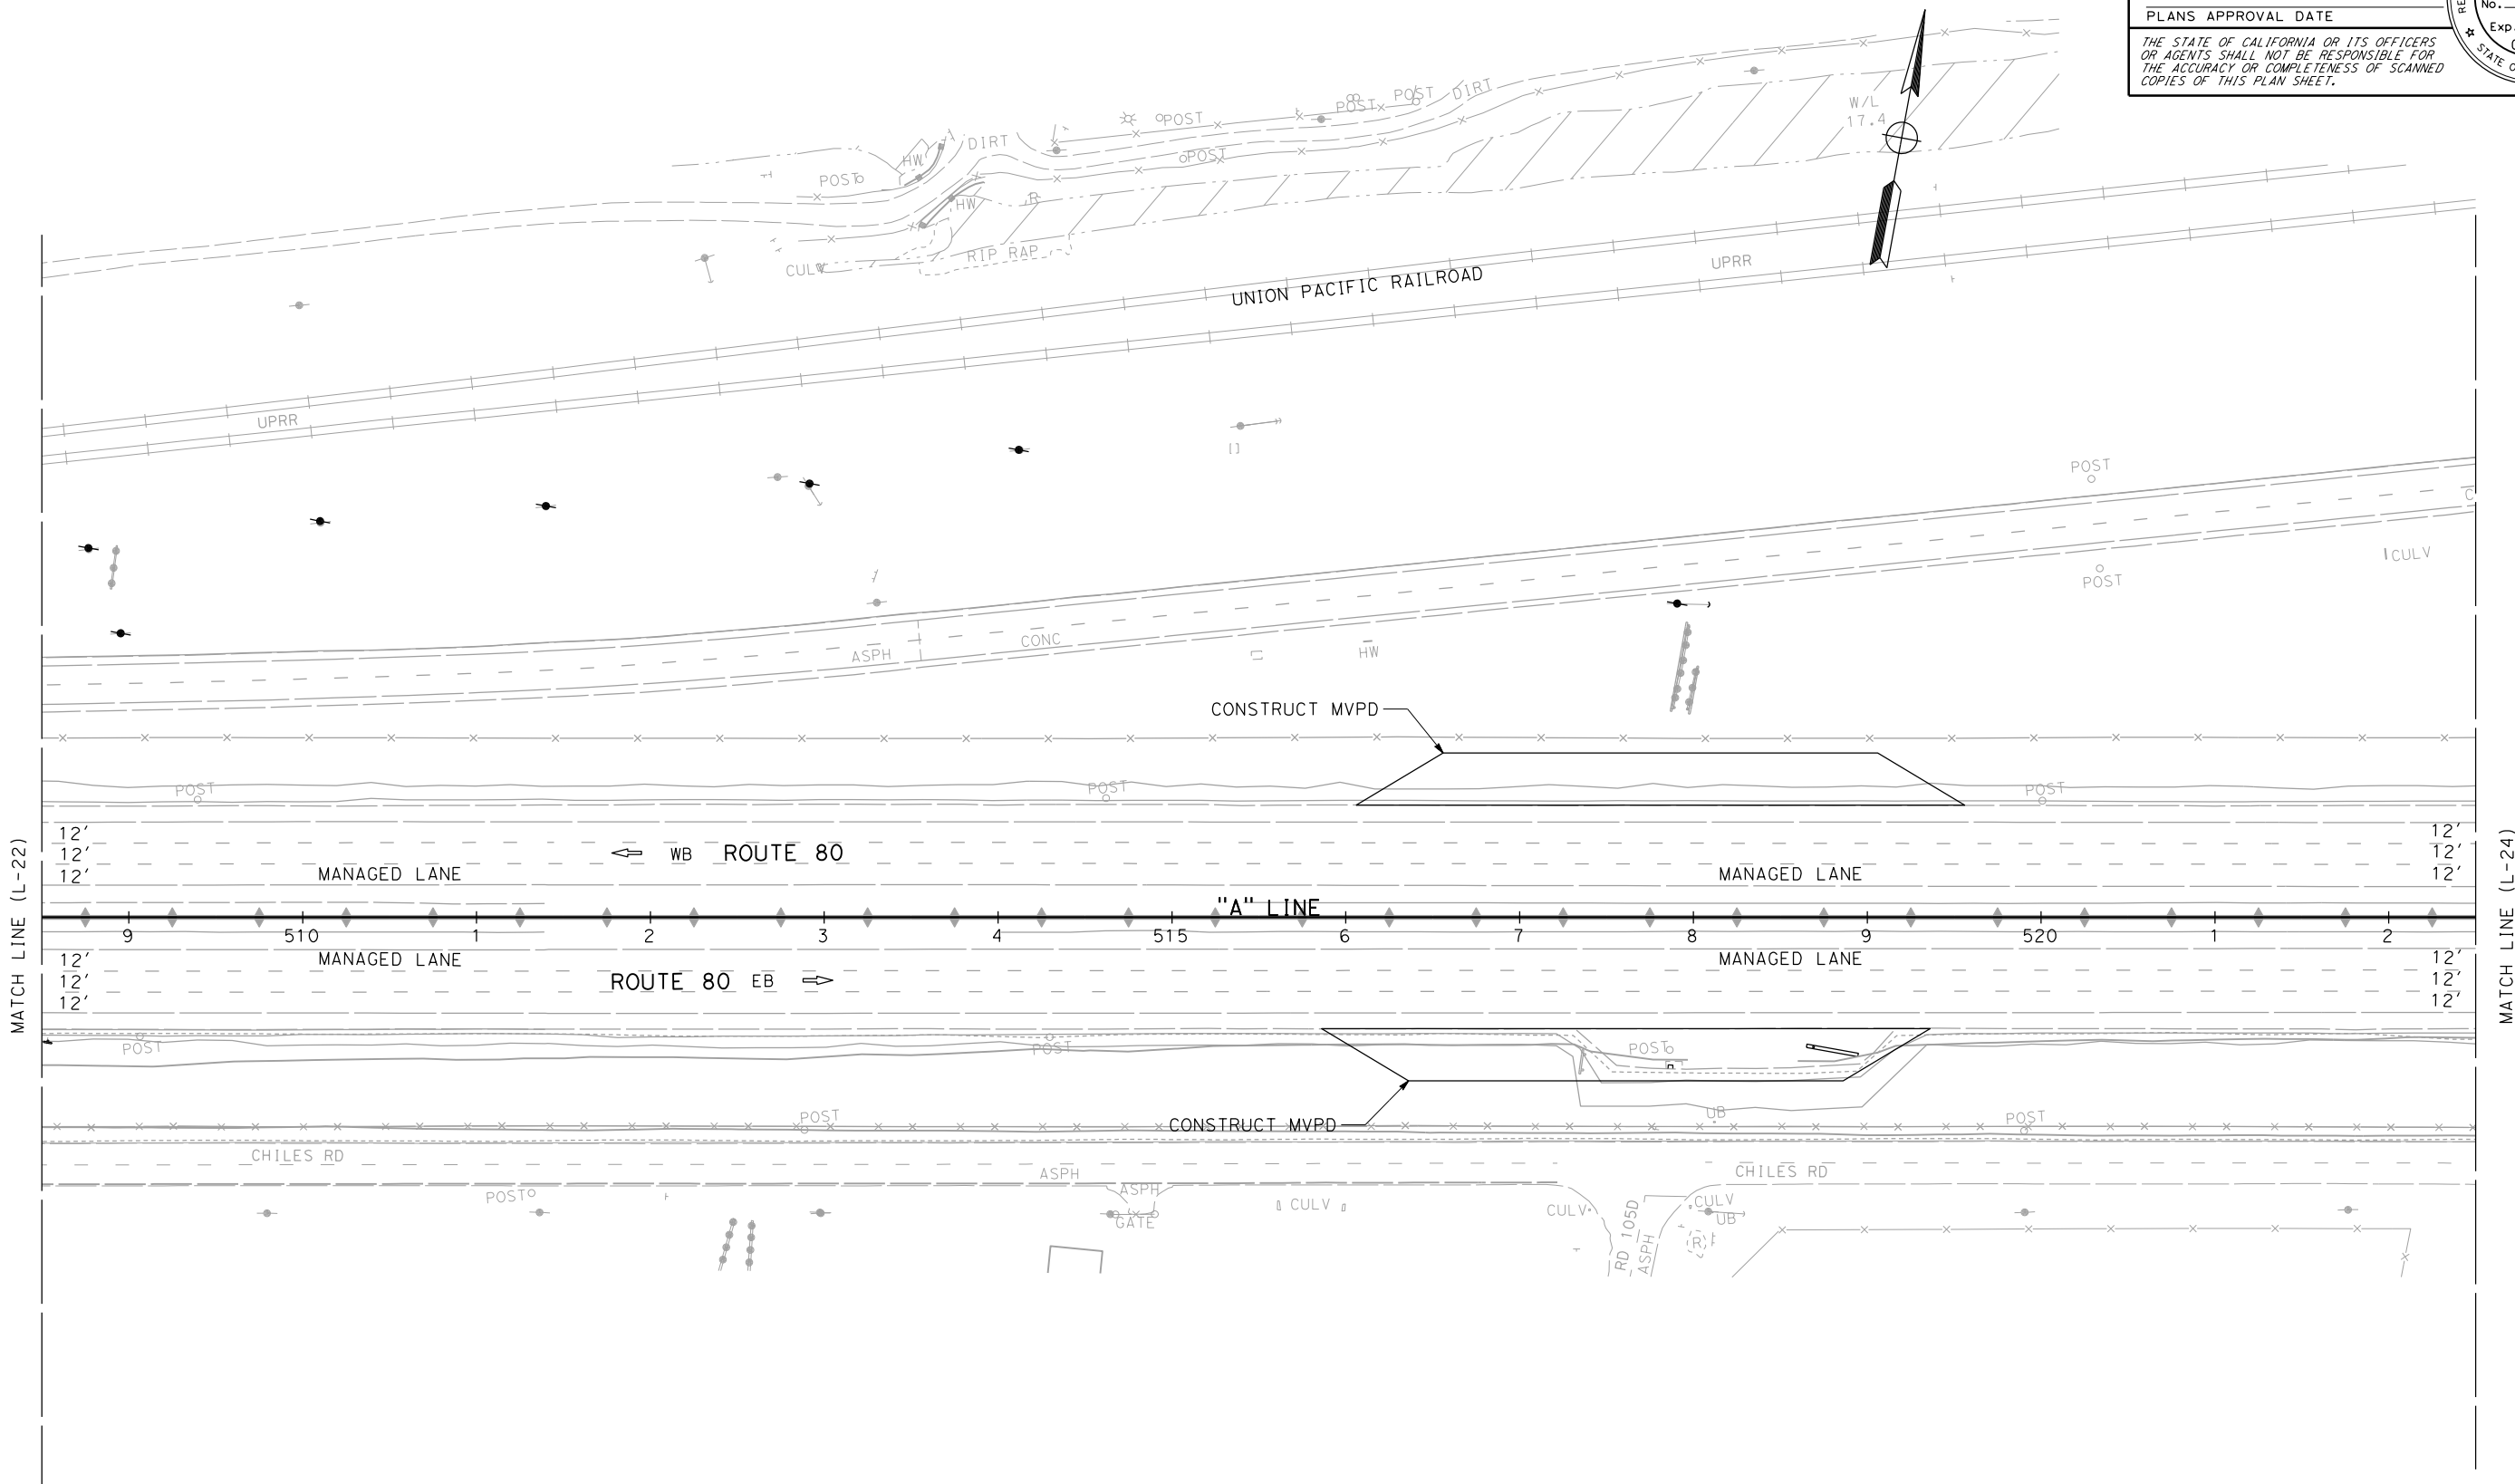 PLANS APPROVAL DATE
THE STATE OF CALIFORNIA OR ITS OFFICERS
OR AGENTS SHALL NOT BE RESPONSIBLE FOR
THE ACCURACY OR COMPLETENESS OF SCANNED
COPIES OF THIS PLAN SHEET.
No.
Exp.
STATE O
RE
POST
POST
POST
DIRT
W/L
17.4
DIRT
HW
POST
POST
HW
R
RIP RAP
CULV
UNION PACIFIC RAILROAD
UPRR
UPRR
[]
POST
C
CULV
POST
ASPH
CONC
HW
CONSTRUCT MVPD
POST
POST
POST
12'
12'
12'
WB ROUTE 80
MANAGED LANE
MANAGED LANE
12'
12'
12'
MATCH LINE (L-22)
MATCH LINE (L-24)
"A" LINE
9 510 1 2 3 4 515 6 7 8 9 520 1 2
12'
12'
12'
MANAGED LANE
MANAGED LANE
ROUTE 80 EB
12'
12'
12'
POST
POST
POST
CONSTRUCT MVPD
POST
UB
POST
CHILES RD
ASPH
CHILES RD
POST
ASPH
GATE
CULV
CULV
RD 105D
ASPH
CULV
UB
R